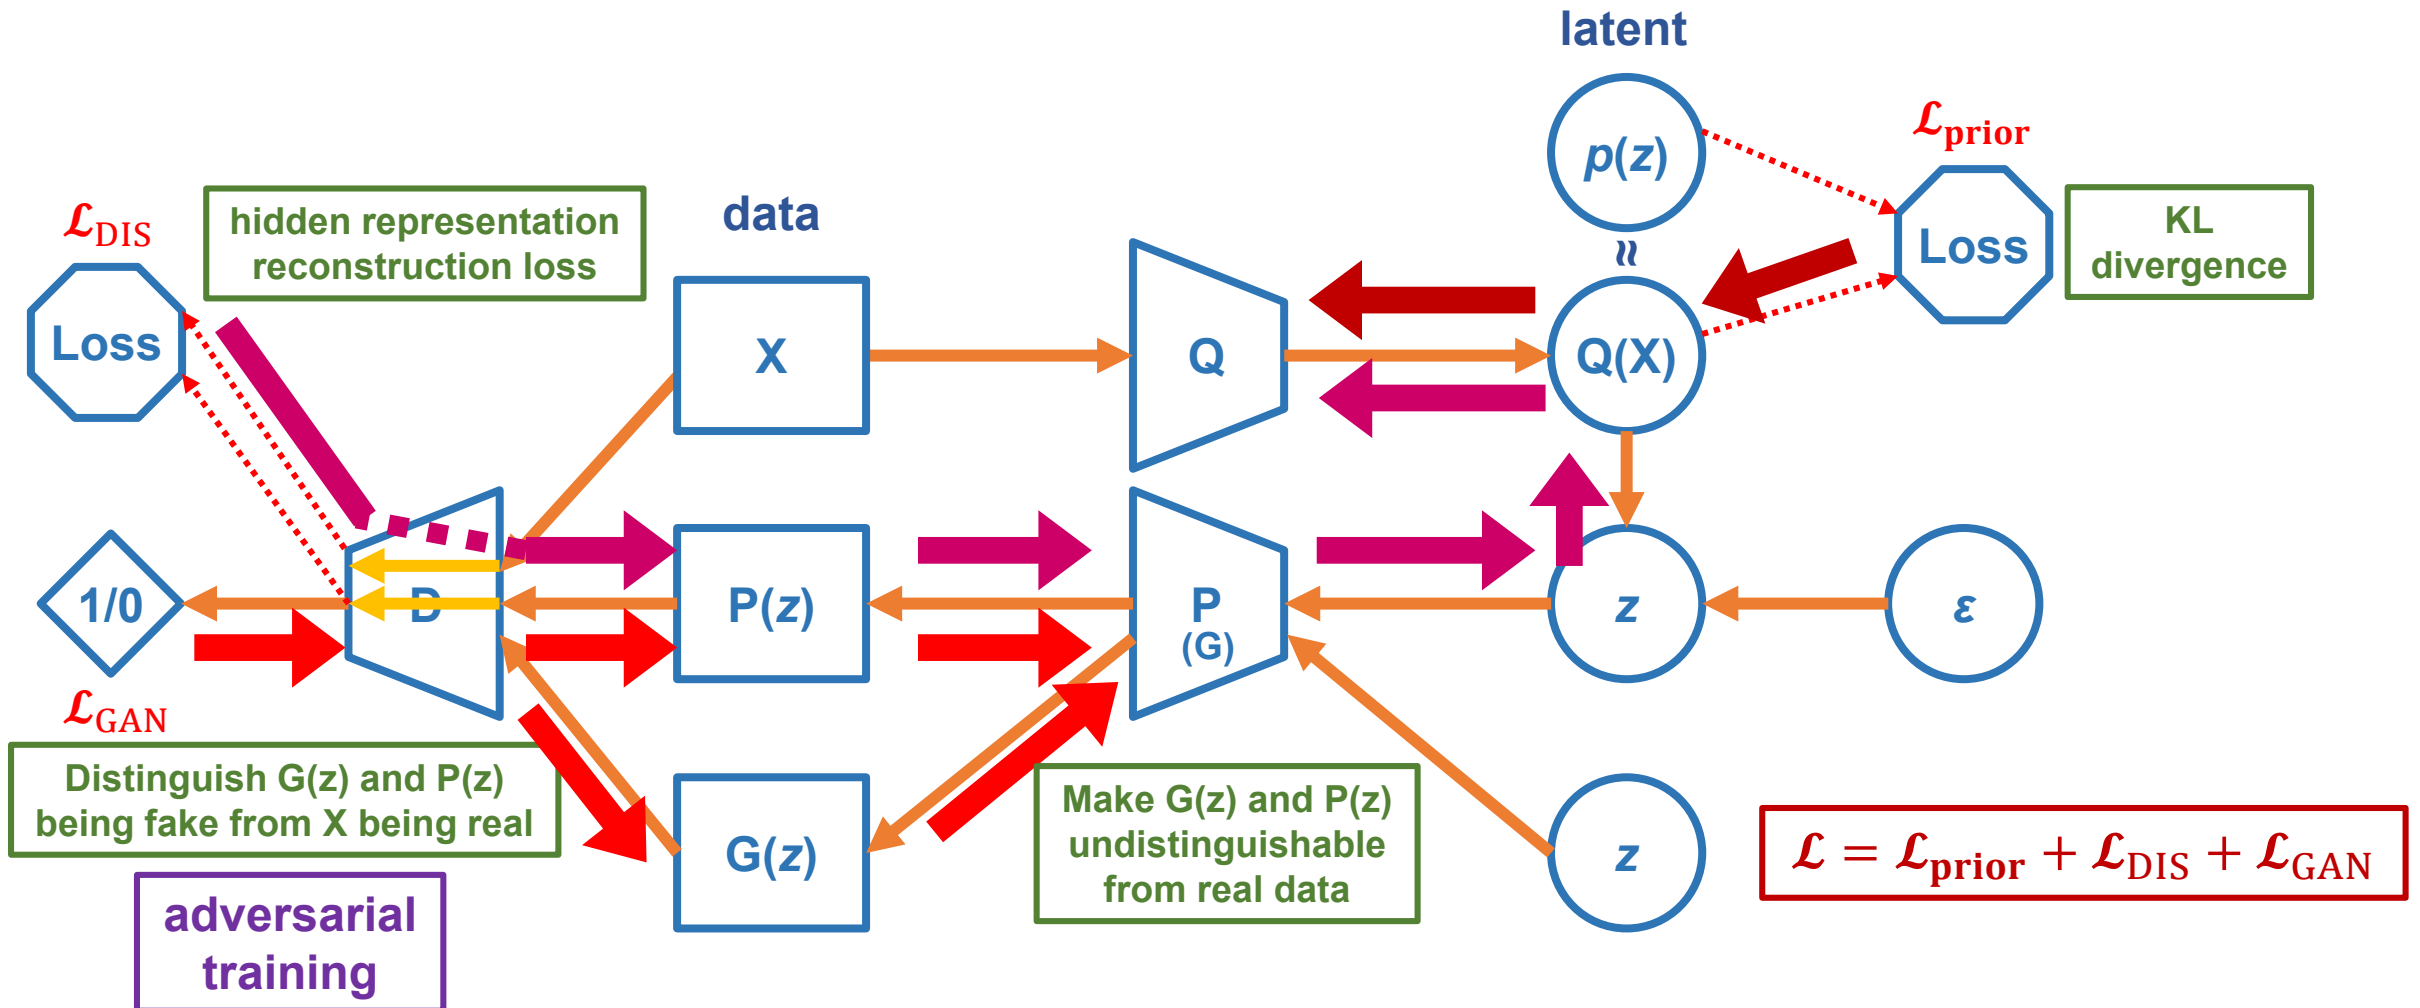 latent
p(z)
ℒprior
hidden representation
reconstruction loss
data
ℒDIS
≈
Loss
KL
divergence
Loss
X
Q
Q(X)
1/0
D
P(z)
P
(G)
z
ε
ℒGAN
Distinguish G(z) and P(z)
being fake from X being real
G(z)
Make G(z) and P(z)
undistinguishable
from real data
z
ℒ = ℒprior + ℒDIS + ℒGAN
adversarial
training